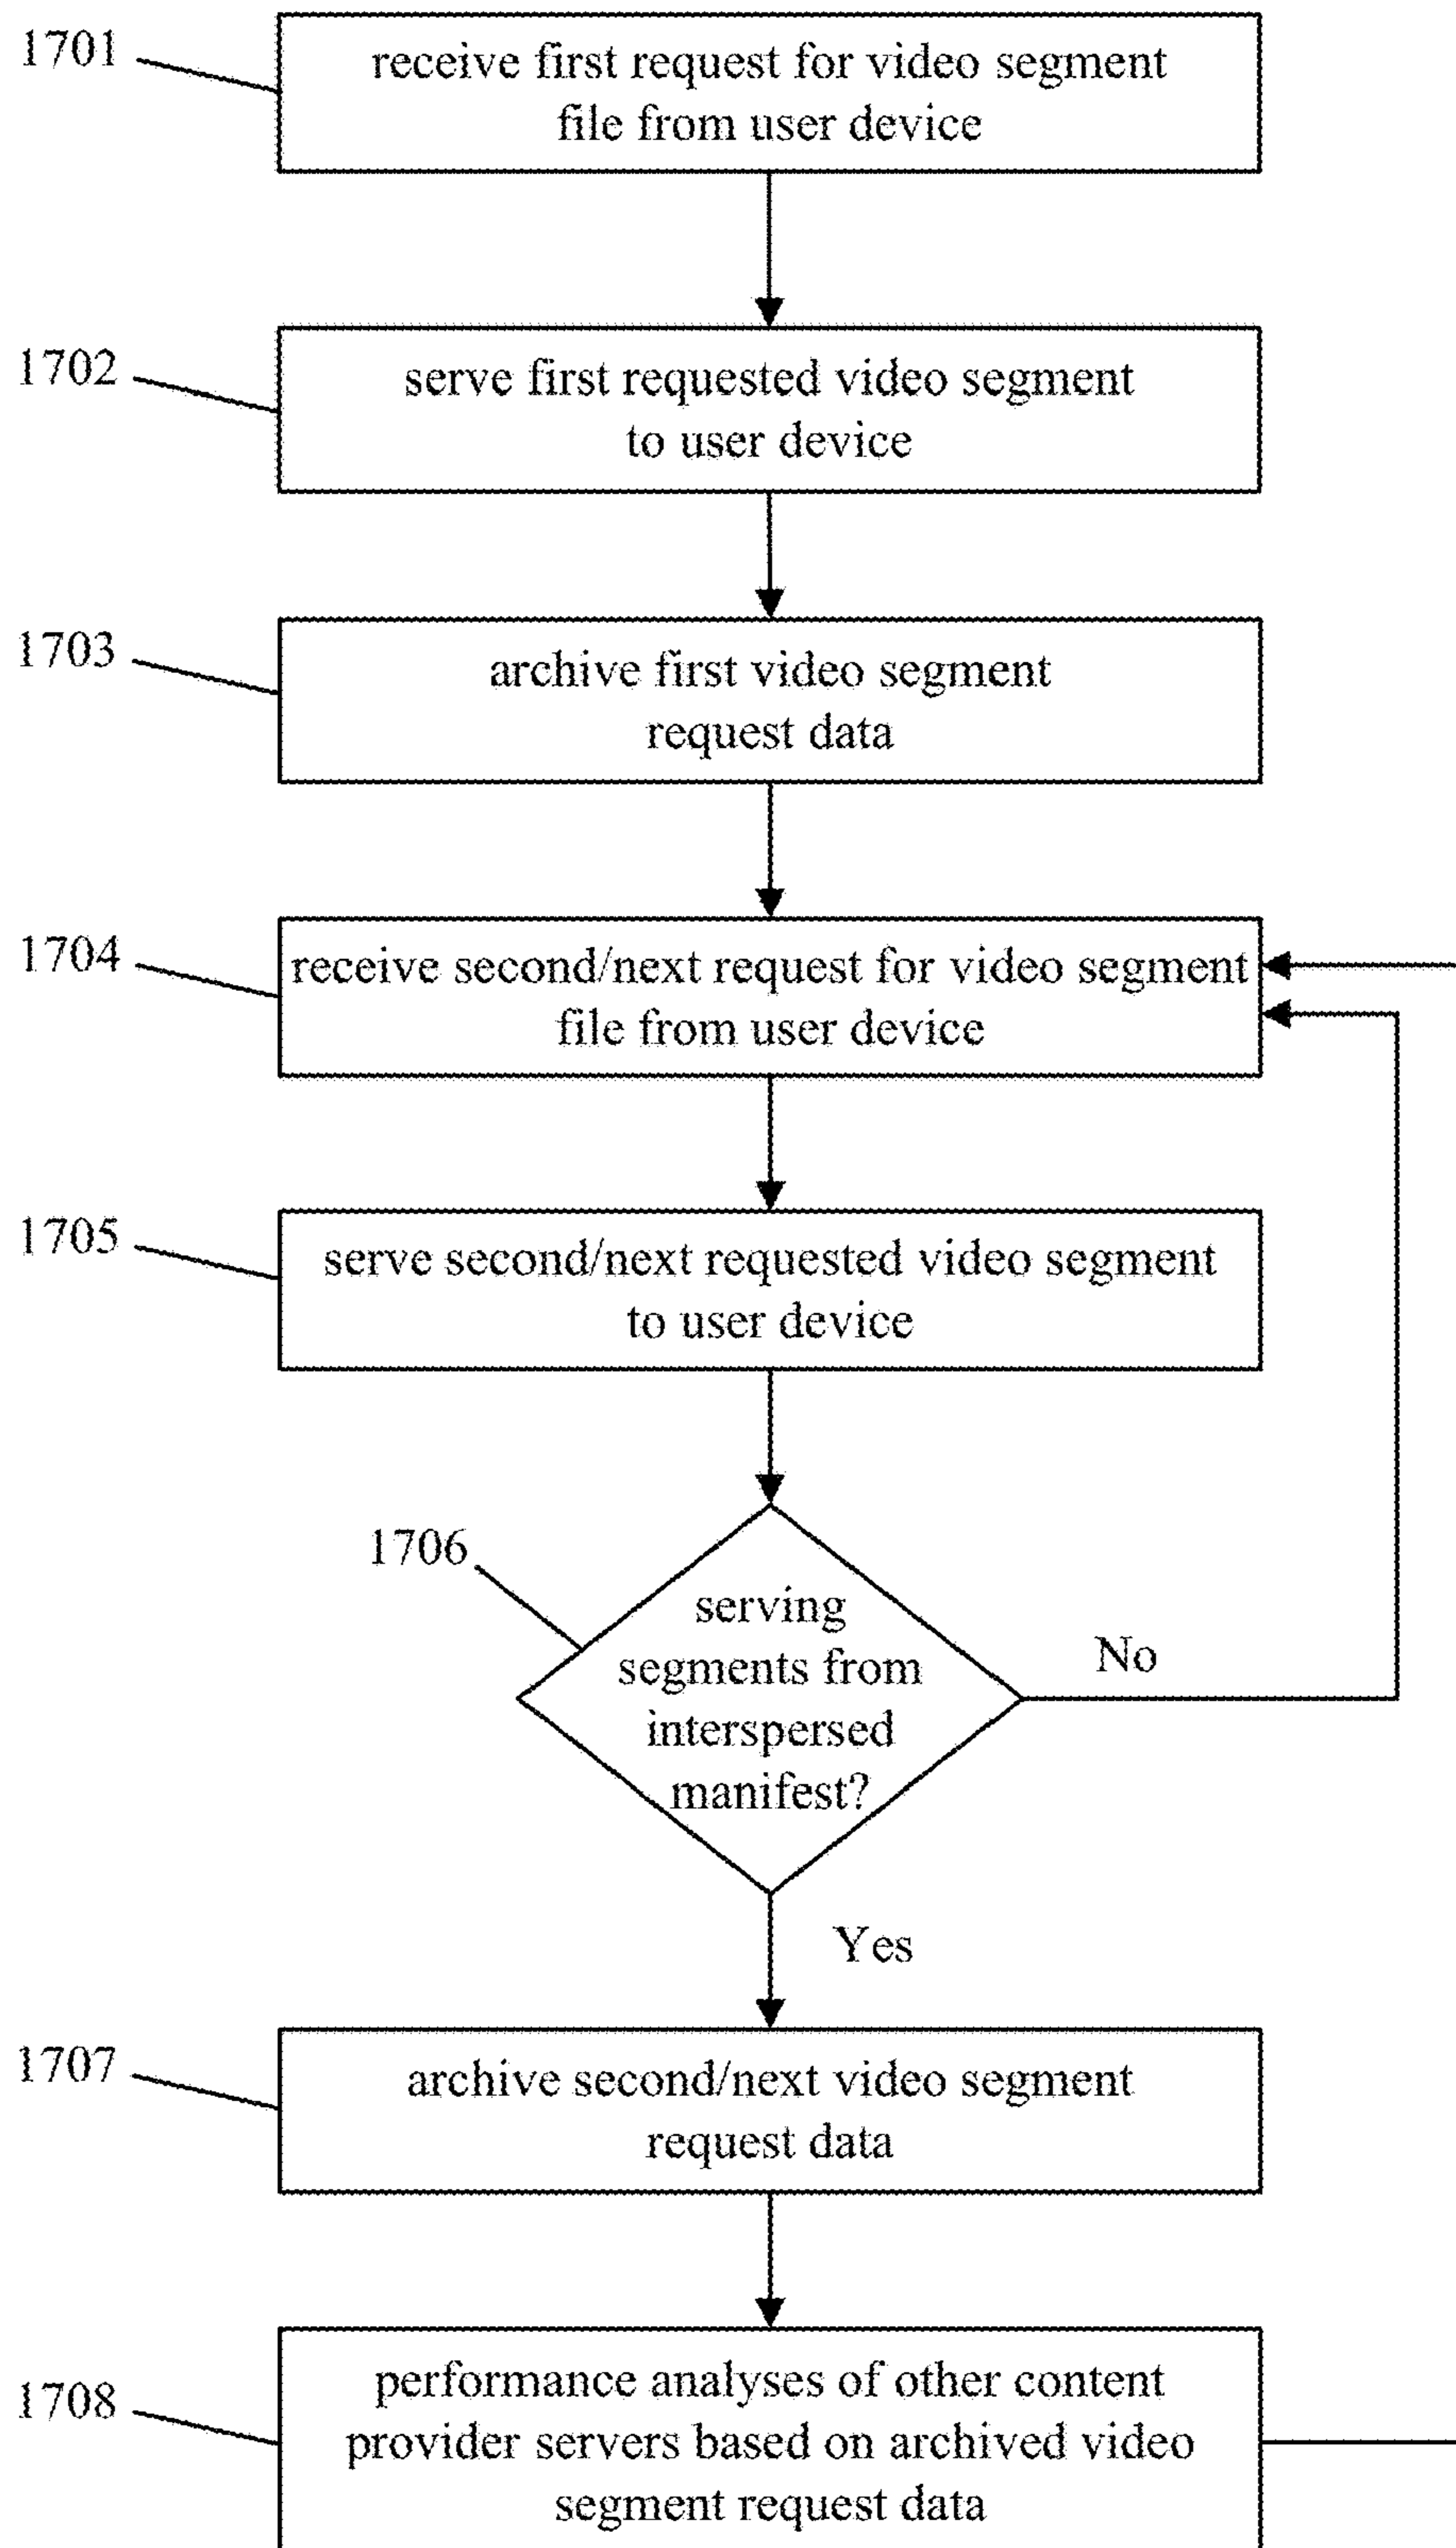 1701
receive first request for video segment
file from user device
1702
serve first requested video segment
to user device
1703
archive first video segment
request data
1704
receive second/next request for video segment
file from user device
1705
serve second/next requested video segment
to user device
1706
serving
segments from
interspersed
manifest?
No
Yes
1707
archive second/next video segment
request data
1708
performance analyses of other content
provider servers based on archived video
segment request data